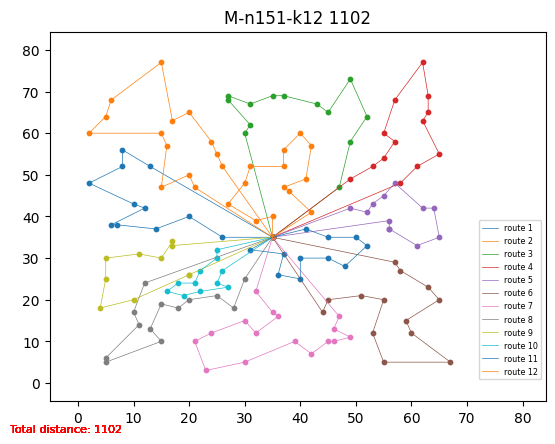 M-n151-k12 1102
80
70
60
50
40
30
20
10
0
0 10 20 30 40 50 60 70 80
route 1
route 2
route 3
route 4
route 5
route 6
route 7
route 8
route 9
route 10
route 11
route 12
Total distance: 1102